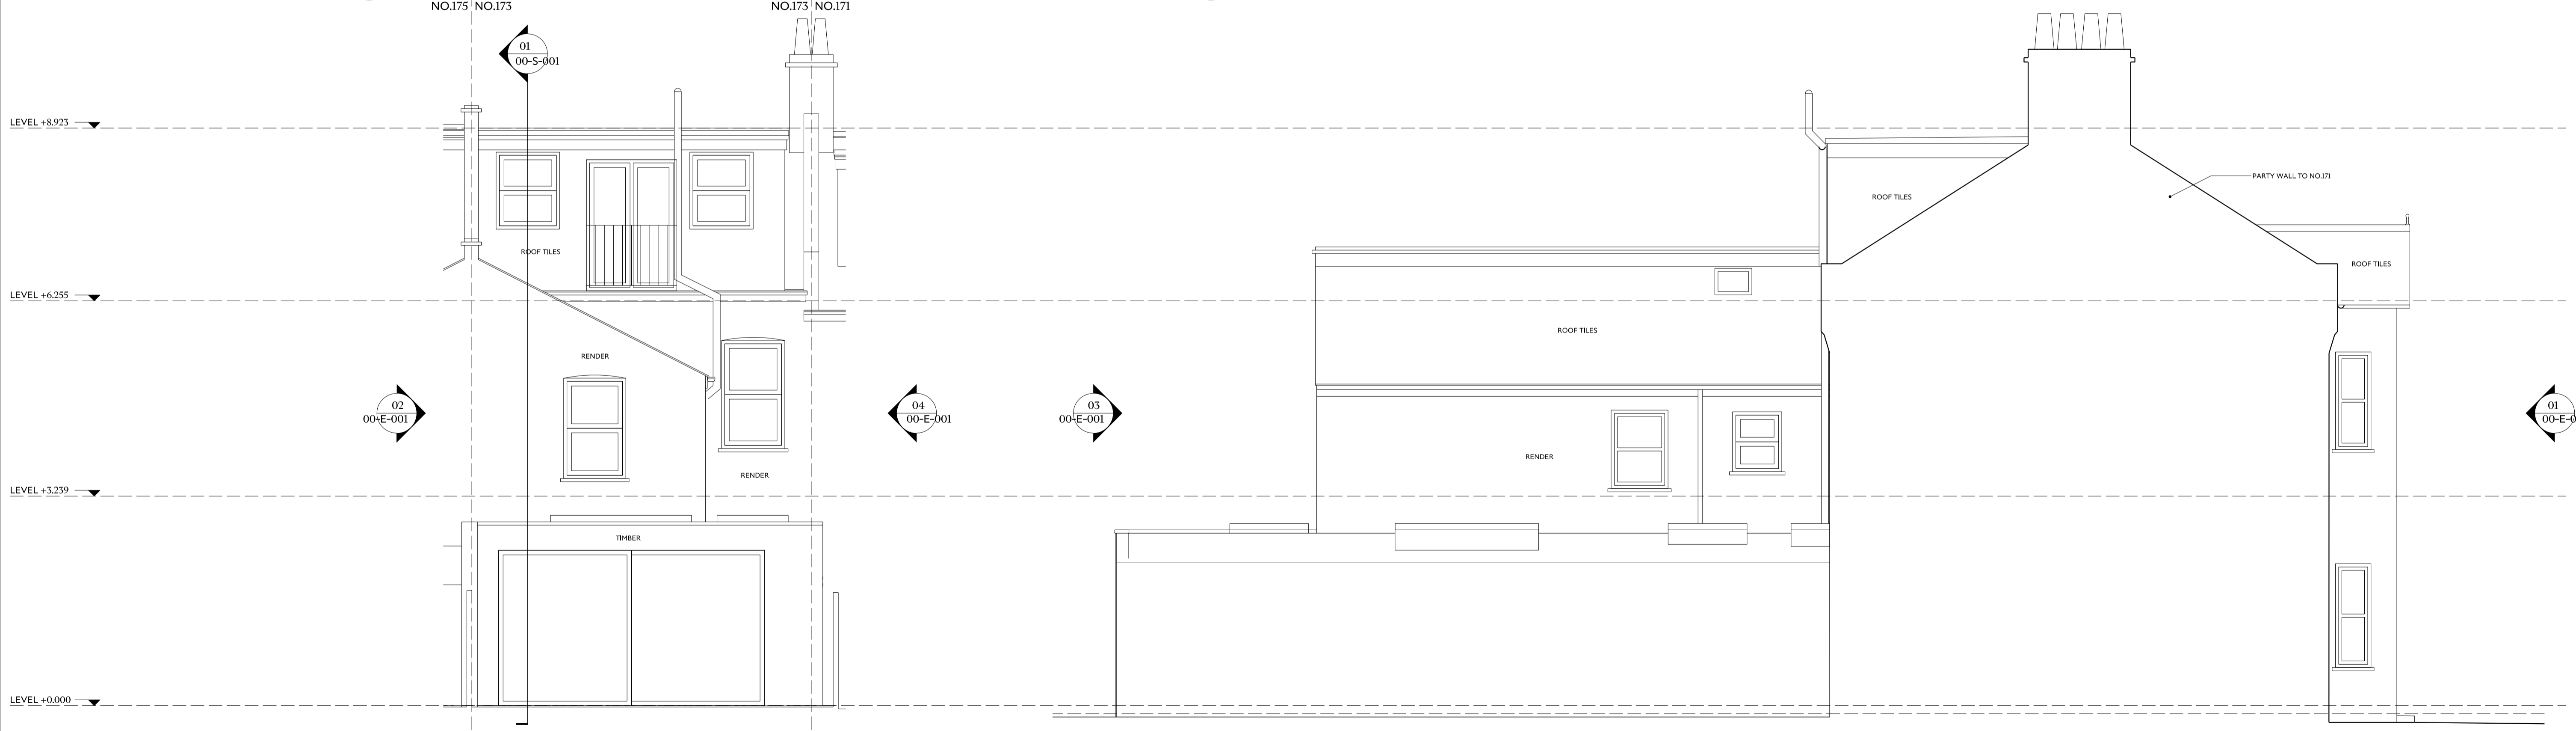 NO.175 NO.173
NO.173 NO.171
01
00-S-001
LEVEL +8.923
PARTY WALL TO NO.171
ROOF TILES
ROOF TILES
ROOF TILES
LEVEL +6.255
ROOF TILES
RENDER
02
00-E-001
04
00-E-001
03
00-E-001
01
00-E-0
RENDER
RENDER
LEVEL +3.239
TIMBER
LEVEL +0.000